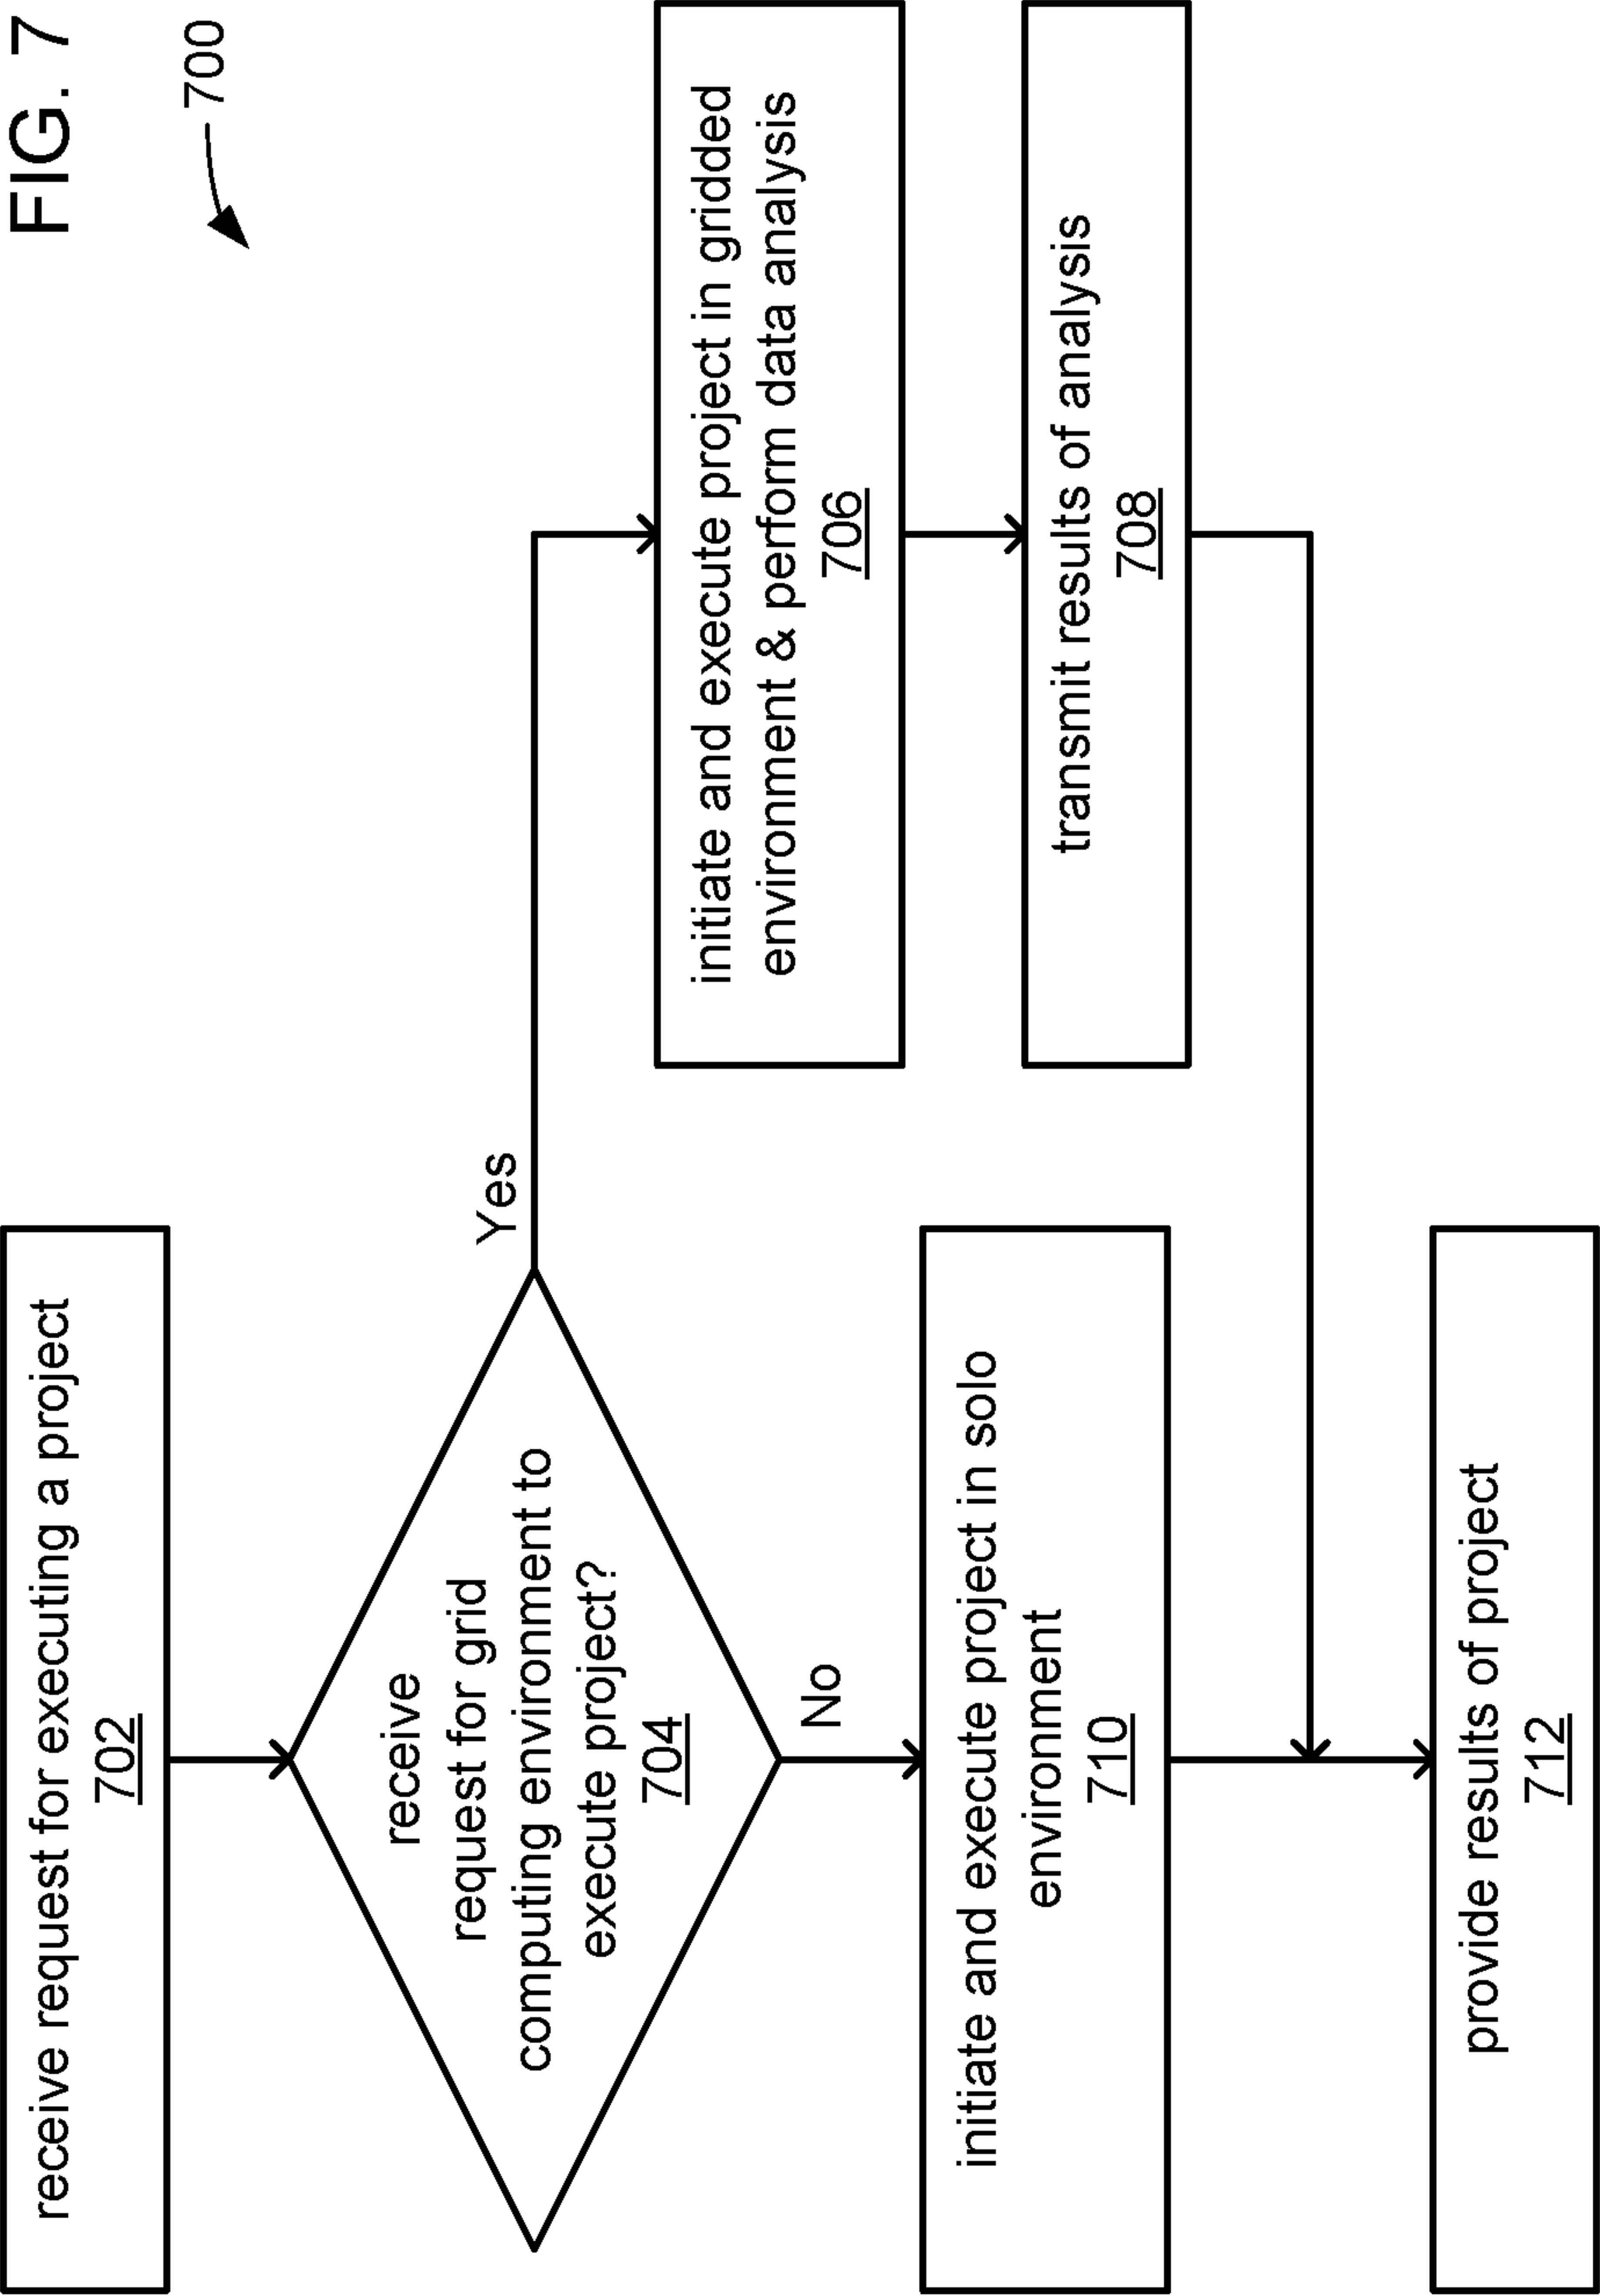 FIG. 7
700
receive request for executing a project
702
receive
request for grid
computing environment to
execute project?
704
Yes
initiate and execute project in gridded
environment & perform data analysis
706
transmit results of analysis
708
No
initiate and execute project in solo
environment
710
provide results of project
712